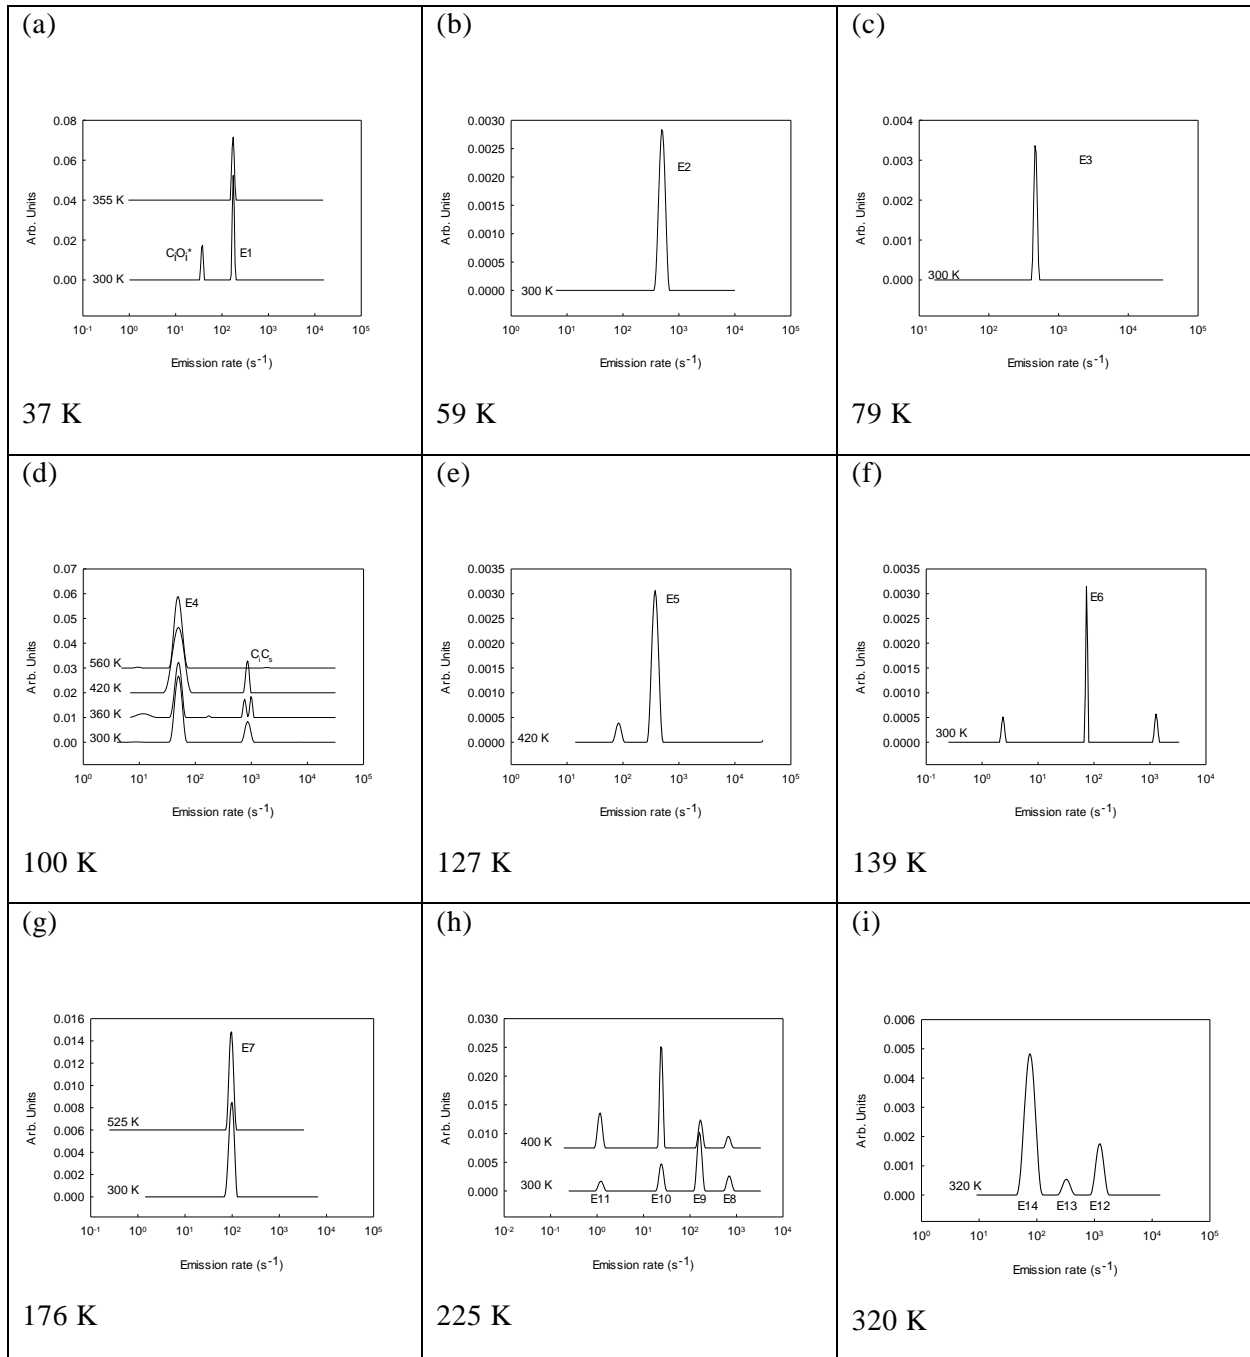 (a)
0.08
0.06
0.04
0.02
0.00
Arb. Units
355 K
CᵢOᵢ*
E1
300 K
10⁻¹ 10⁰ 10¹ 10² 10³ 10⁴ 10⁵
Emission rate (s⁻¹)
37 K
(b)
0.0030
0.0025
0.0020
0.0015
0.0010
0.0005
0.0000
Arb. Units
E2
300 K
10⁰ 10¹ 10² 10³ 10⁴ 10⁵
Emission rate (s⁻¹)
59 K
(c)
0.004
0.003
0.002
0.001
0.000
Arb. Units
E3
300 K
10¹ 10² 10³ 10⁴ 10⁵
Emission rate (s⁻¹)
79 K
(d)
0.07
0.06
0.05
0.04
0.03
0.02
0.01
0.00
Arb. Units
E4
CᵢCₛ
560 K
420 K
360 K
300 K
10⁰ 10¹ 10² 10³ 10⁴ 10⁵
Emission rate (s⁻¹)
100 K
(e)
0.0035
0.0030
0.0025
0.0020
0.0015
0.0010
0.0005
0.0000
Arb. Units
E5
420 K
10⁰ 10¹ 10² 10³ 10⁴ 10⁵
Emission rate (s⁻¹)
127 K
(f)
0.0035
0.0030
0.0025
0.0020
0.0015
0.0010
0.0005
0.0000
Arb. Units
E6
300 K
10⁻¹ 10⁰ 10¹ 10² 10³ 10⁴
Emission rate (s⁻¹)
139 K
(g)
0.016
0.014
0.012
0.010
0.008
0.006
0.004
0.002
0.000
Arb. Units
E7
525 K
300 K
10⁻¹ 10⁰ 10¹ 10² 10³ 10⁴ 10⁵
Emission rate (s⁻¹)
176 K
(h)
0.030
0.025
0.020
0.015
0.010
0.005
0.000
Arb. Units
400 K
300 K
E11 E10 E9 E8
10⁻² 10⁻¹ 10⁰ 10¹ 10² 10³ 10⁴
Emission rate (s⁻¹)
225 K
(i)
0.006
0.005
0.004
0.003
0.002
0.001
0.000
Arb. Units
320 K
E14 E13 E12
10⁰ 10¹ 10² 10³ 10⁴ 10⁵
Emission rate (s⁻¹)
320 K